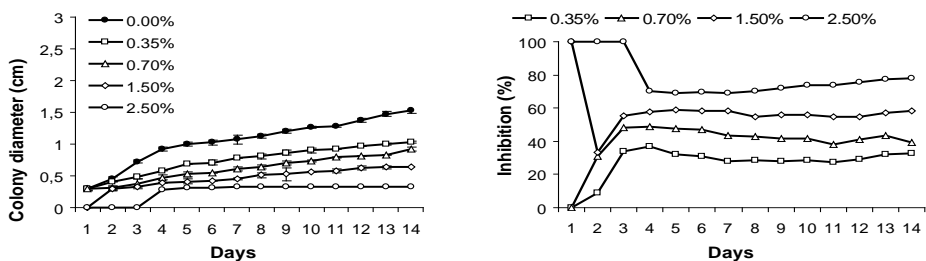 3
2,5
2
1,5
1
0,5
0
Colony diameter (cm)
0.00%
0.35%
0.70%
1.50%
2.50%
1 2 3 4 5 6 7 8 9 10 11 12 13 14
Days
0.35% 0.70% 1.50% 2.50%
100
80
60
40
20
0
Inhibition (%)
1 2 3 4 5 6 7 8 9 10 11 12 13 14
Days